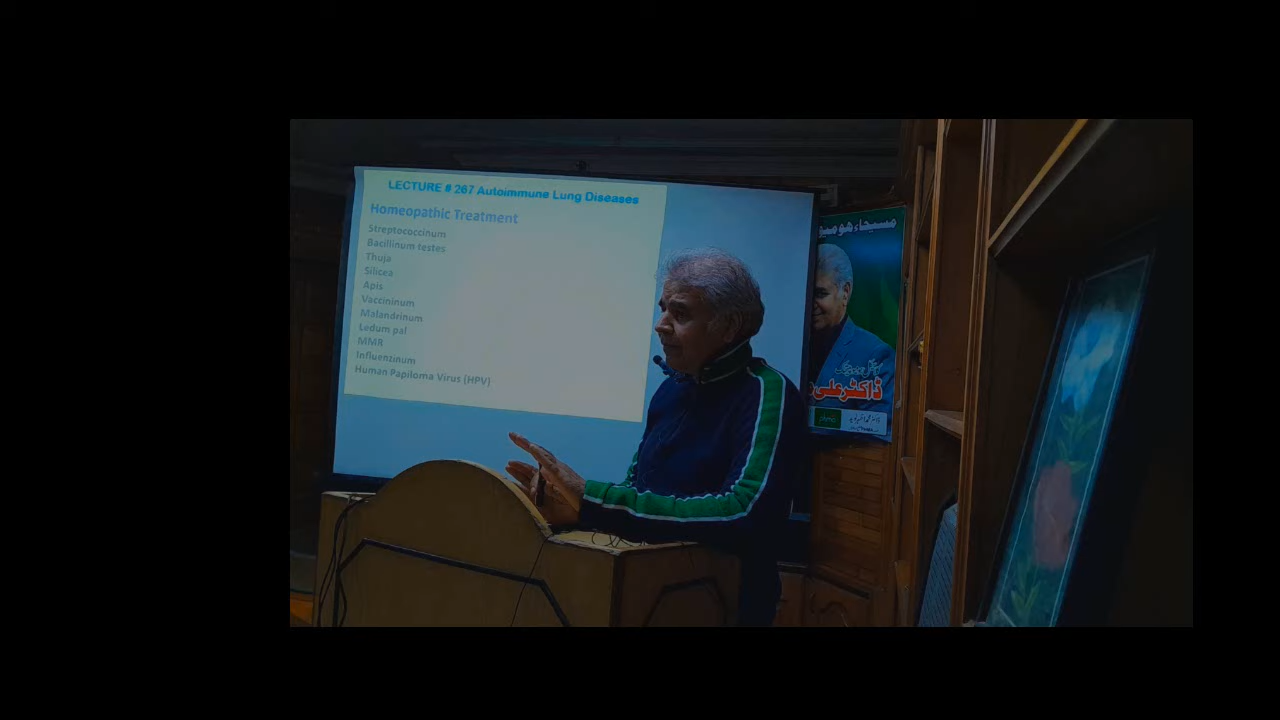 LECTURE # 267 Autoimmune Lung Diseases
Homeopathic Treatment
Streptococcinum
Bacillinum testes
Thuja
Silicea
Apis
Vaccininum
Malandrinum
Ledum pal
MMR
Influenzinum
Human Papiloma Virus (HPV)
مسیحاء ہومیو
ڈاکٹر علی